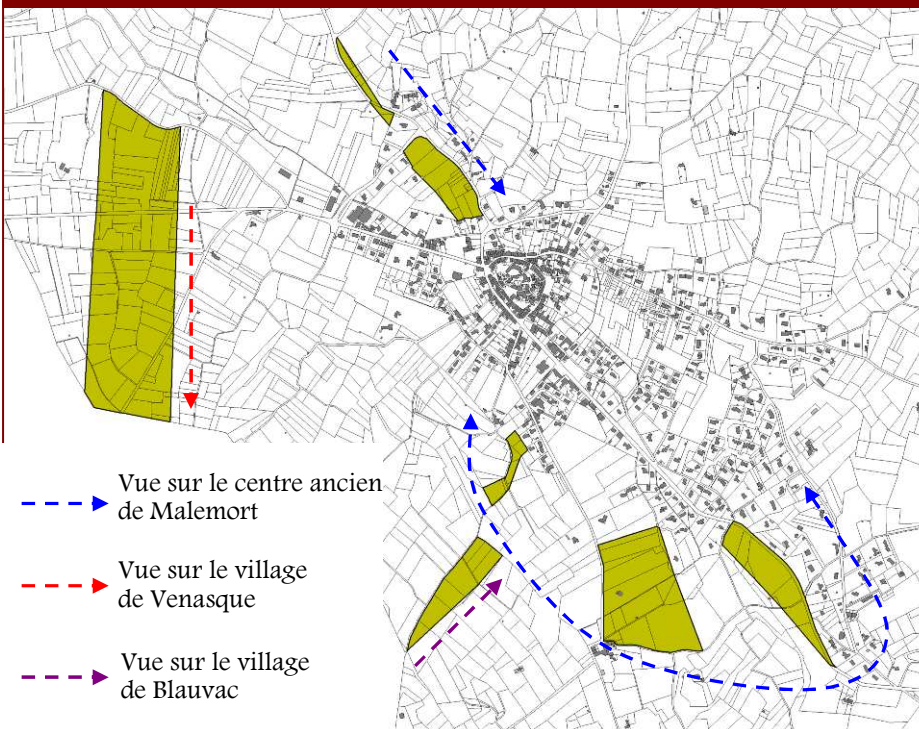 Vue sur le centre ancien
de Malemort
Vue sur le village
de Venasque
Vue sur le village
de Blauvac